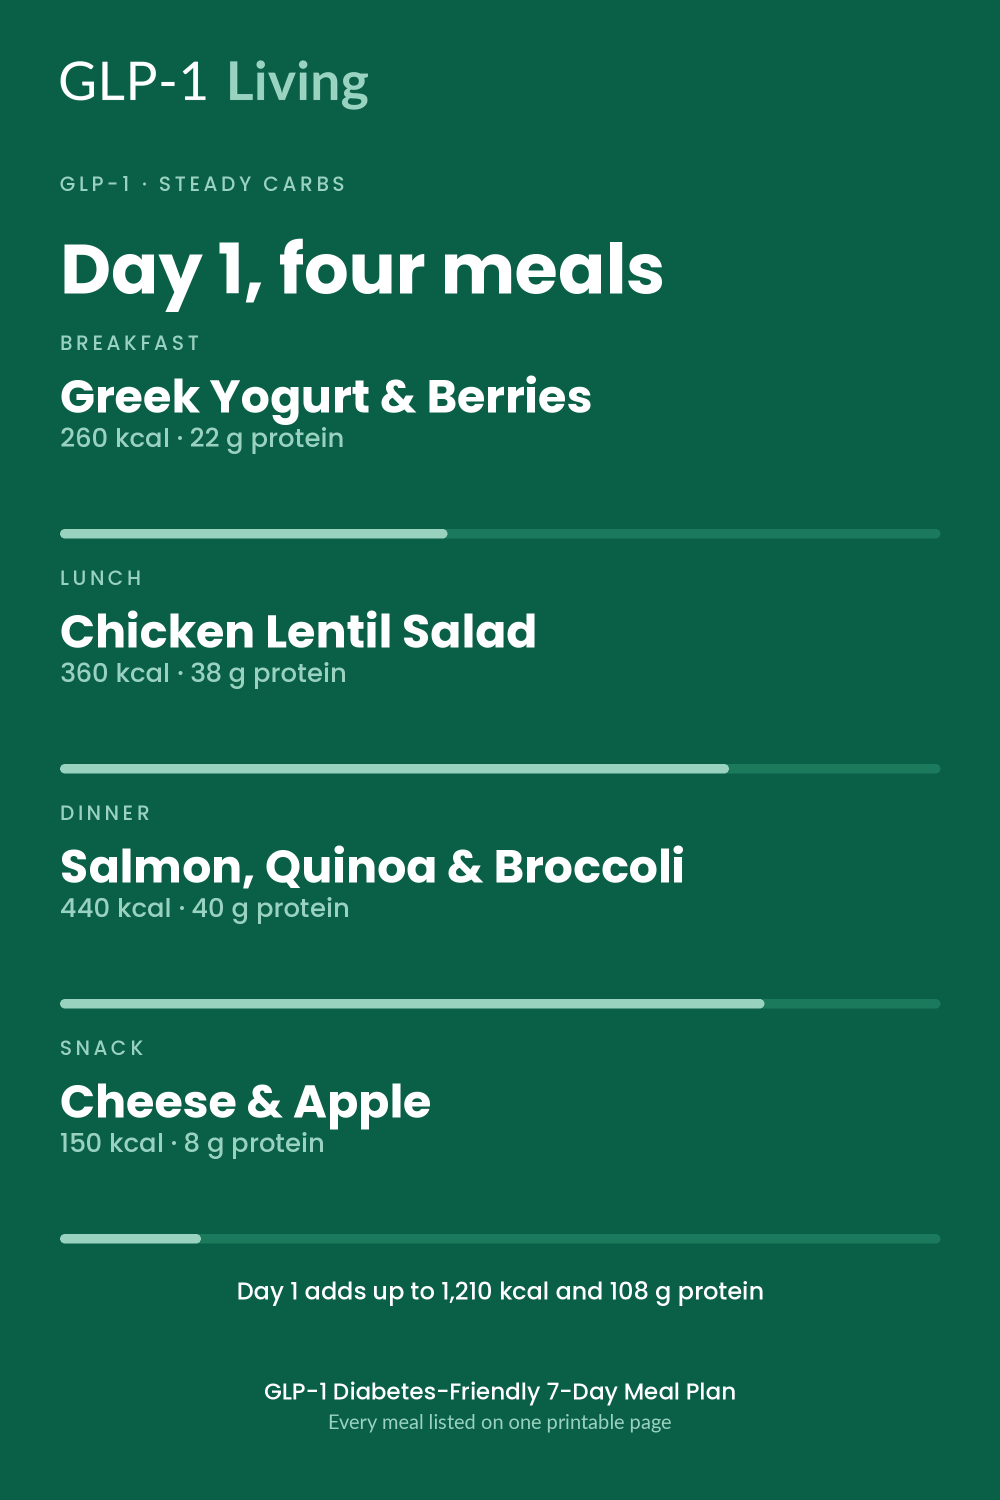 GLP-1 Living
GLP-1 · STEADY CARBS
Day 1, four meals
BREAKFAST
Greek Yogurt & Berries
260 kcal · 22 g protein
LUNCH
Chicken Lentil Salad
360 kcal · 38 g protein
DINNER
Salmon, Quinoa & Broccoli
440 kcal · 40 g protein
SNACK
Cheese & Apple
150 kcal · 8 g protein
Day 1 adds up to 1,210 kcal and 108 g protein
GLP-1 Diabetes-Friendly 7-Day Meal Plan
Every meal listed on one printable page